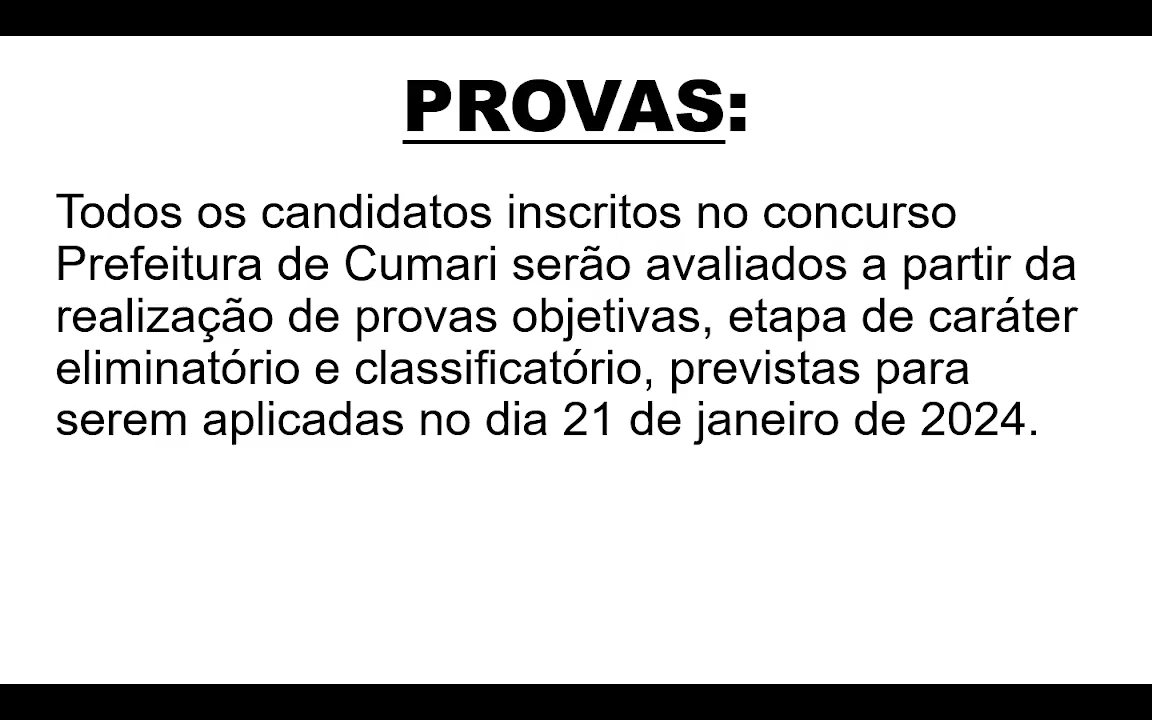 PROVAS:
Todos os candidatos inscritos no concurso
Prefeitura de Cumari serão avaliados a partir da
realização de provas objetivas, etapa de caráter
eliminatório e classificatório, previstas para
serem aplicadas no dia 21 de janeiro de 2024.